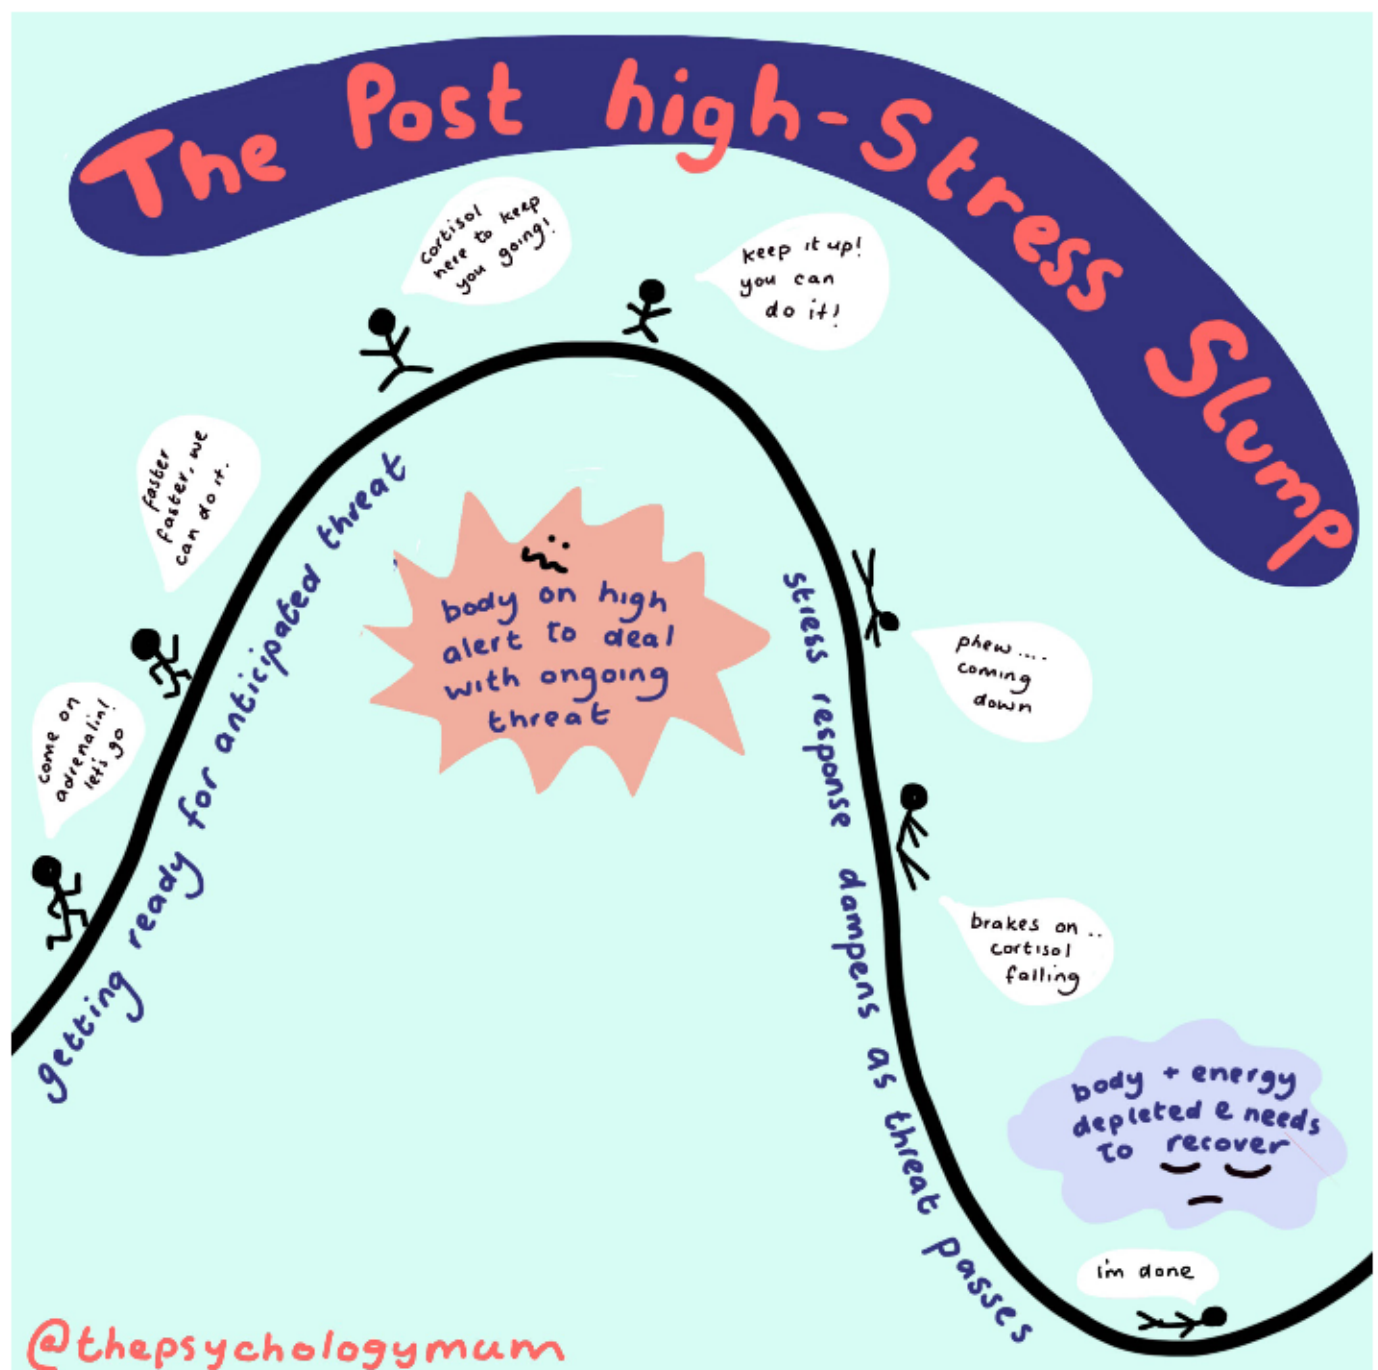 The Post high-Stress Slump
cortisol
here to keep
you going!
keep it up!
you can
do it!
faster
faster, we
can do it.
come on
adrenalin!
let's go
getting ready for anticipated threat
body on high
alert to deal
with ongoing
threat
stress response dampens as threat passes
phew....
coming
down
brakes on ..
cortisol
falling
body + energy
depleted & needs
to recover
i'm done
@thepsychologymum